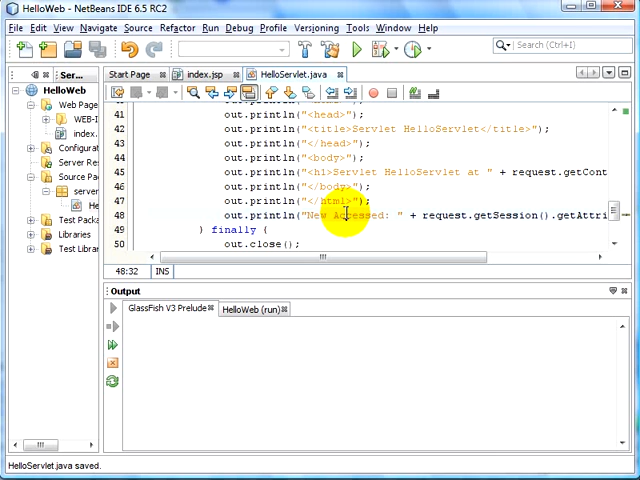 HelloWeb - NetBeans IDE 6.5 RC2
File Edit View Navigate Source Refactor Run Debug Profile Versioning Tools Window Help
Search (Ctrl+I)
Ser...
Start Page index.jsp HelloServlet.java
HelloWeb
Web Page
WEB-I
index.
Configurat
Server Res
Source Pac
server
He
Test Packa
Libraries
Test Librar
41 out.println("<head>");
42 out.println("<title>Servlet HelloServlet</title>");
43 out.println("</head>");
44 out.println("<body>");
45 out.println("<h1>Servlet HelloServlet at " + request.getCont
46 out.println("</body>");
47 out.println("</html>");
48 out.println("New Accessed: " + request.getSession().getAttri
49 } finally {
50 out.close();
48:32 INS
Output
GlassFish V3 Prelude HelloWeb (run)
HelloServlet.java saved.